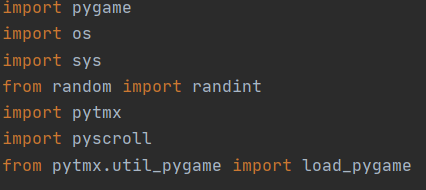 import pygame
import os
import sys
from random import randint
import pytmx
import pyscroll
from pytmx.util_pygame import load_pygame